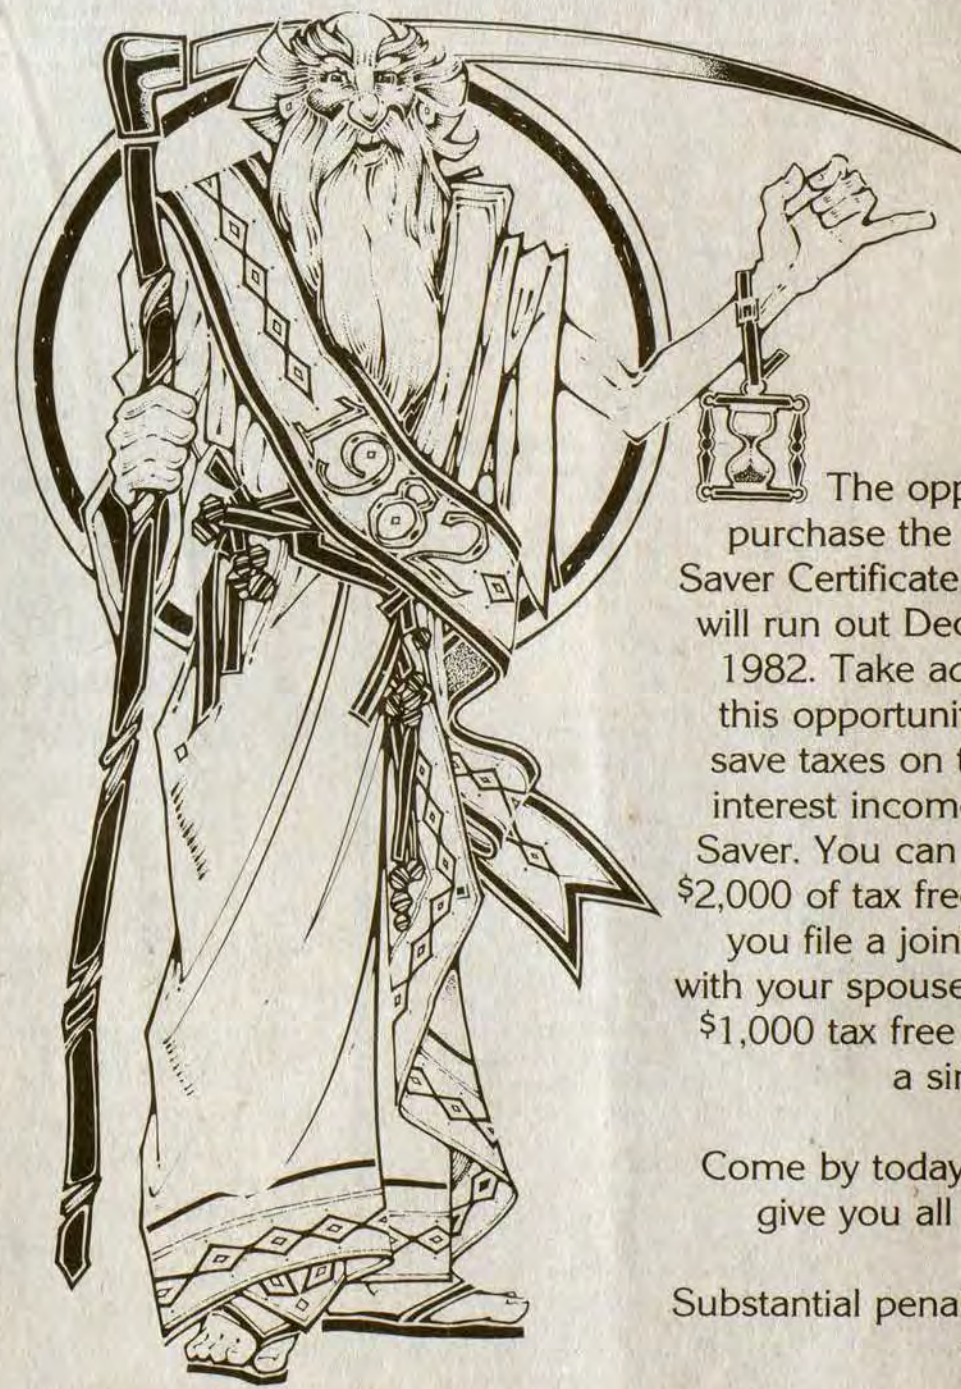 1982
The opp
purchase the
Saver Certificate
will run out Dec
1982. Take ad
this opportunit
save taxes on t
interest incom
Saver. You can
$2,000 of tax fre
you file a join
with your spouse
$1,000 tax free
a sin
Come by today
give you all
Substantial pena